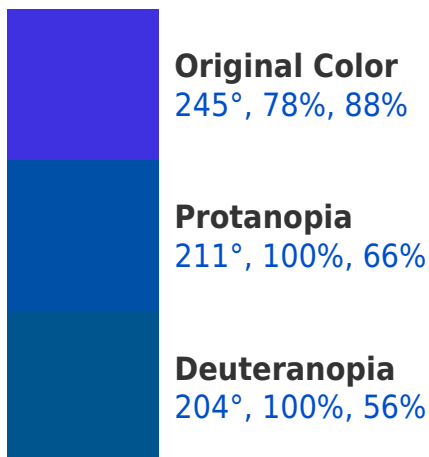 Original Color
245°, 78%, 88%
Protanopia
211°, 100%, 66%
Deuteranopia
204°, 100%, 56%